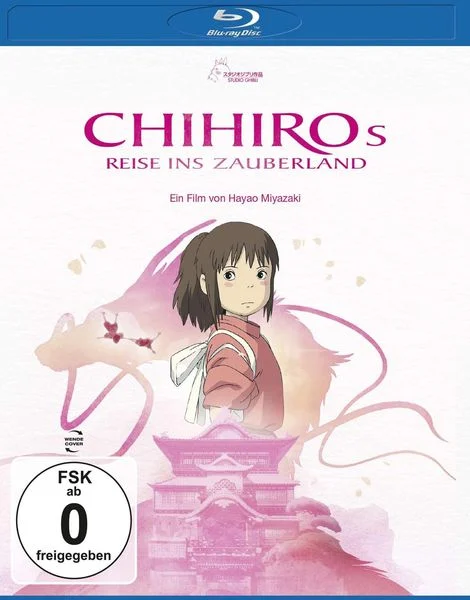 Blu-ray Disc™
スタジオジブリ作品
STUDIO GHIBLI
CHIHIROs
REISE INS ZAUBERLAND
Ein Film von Hayao Miyazaki
WENDE
COVER
FSK
ab
0
freigegeben